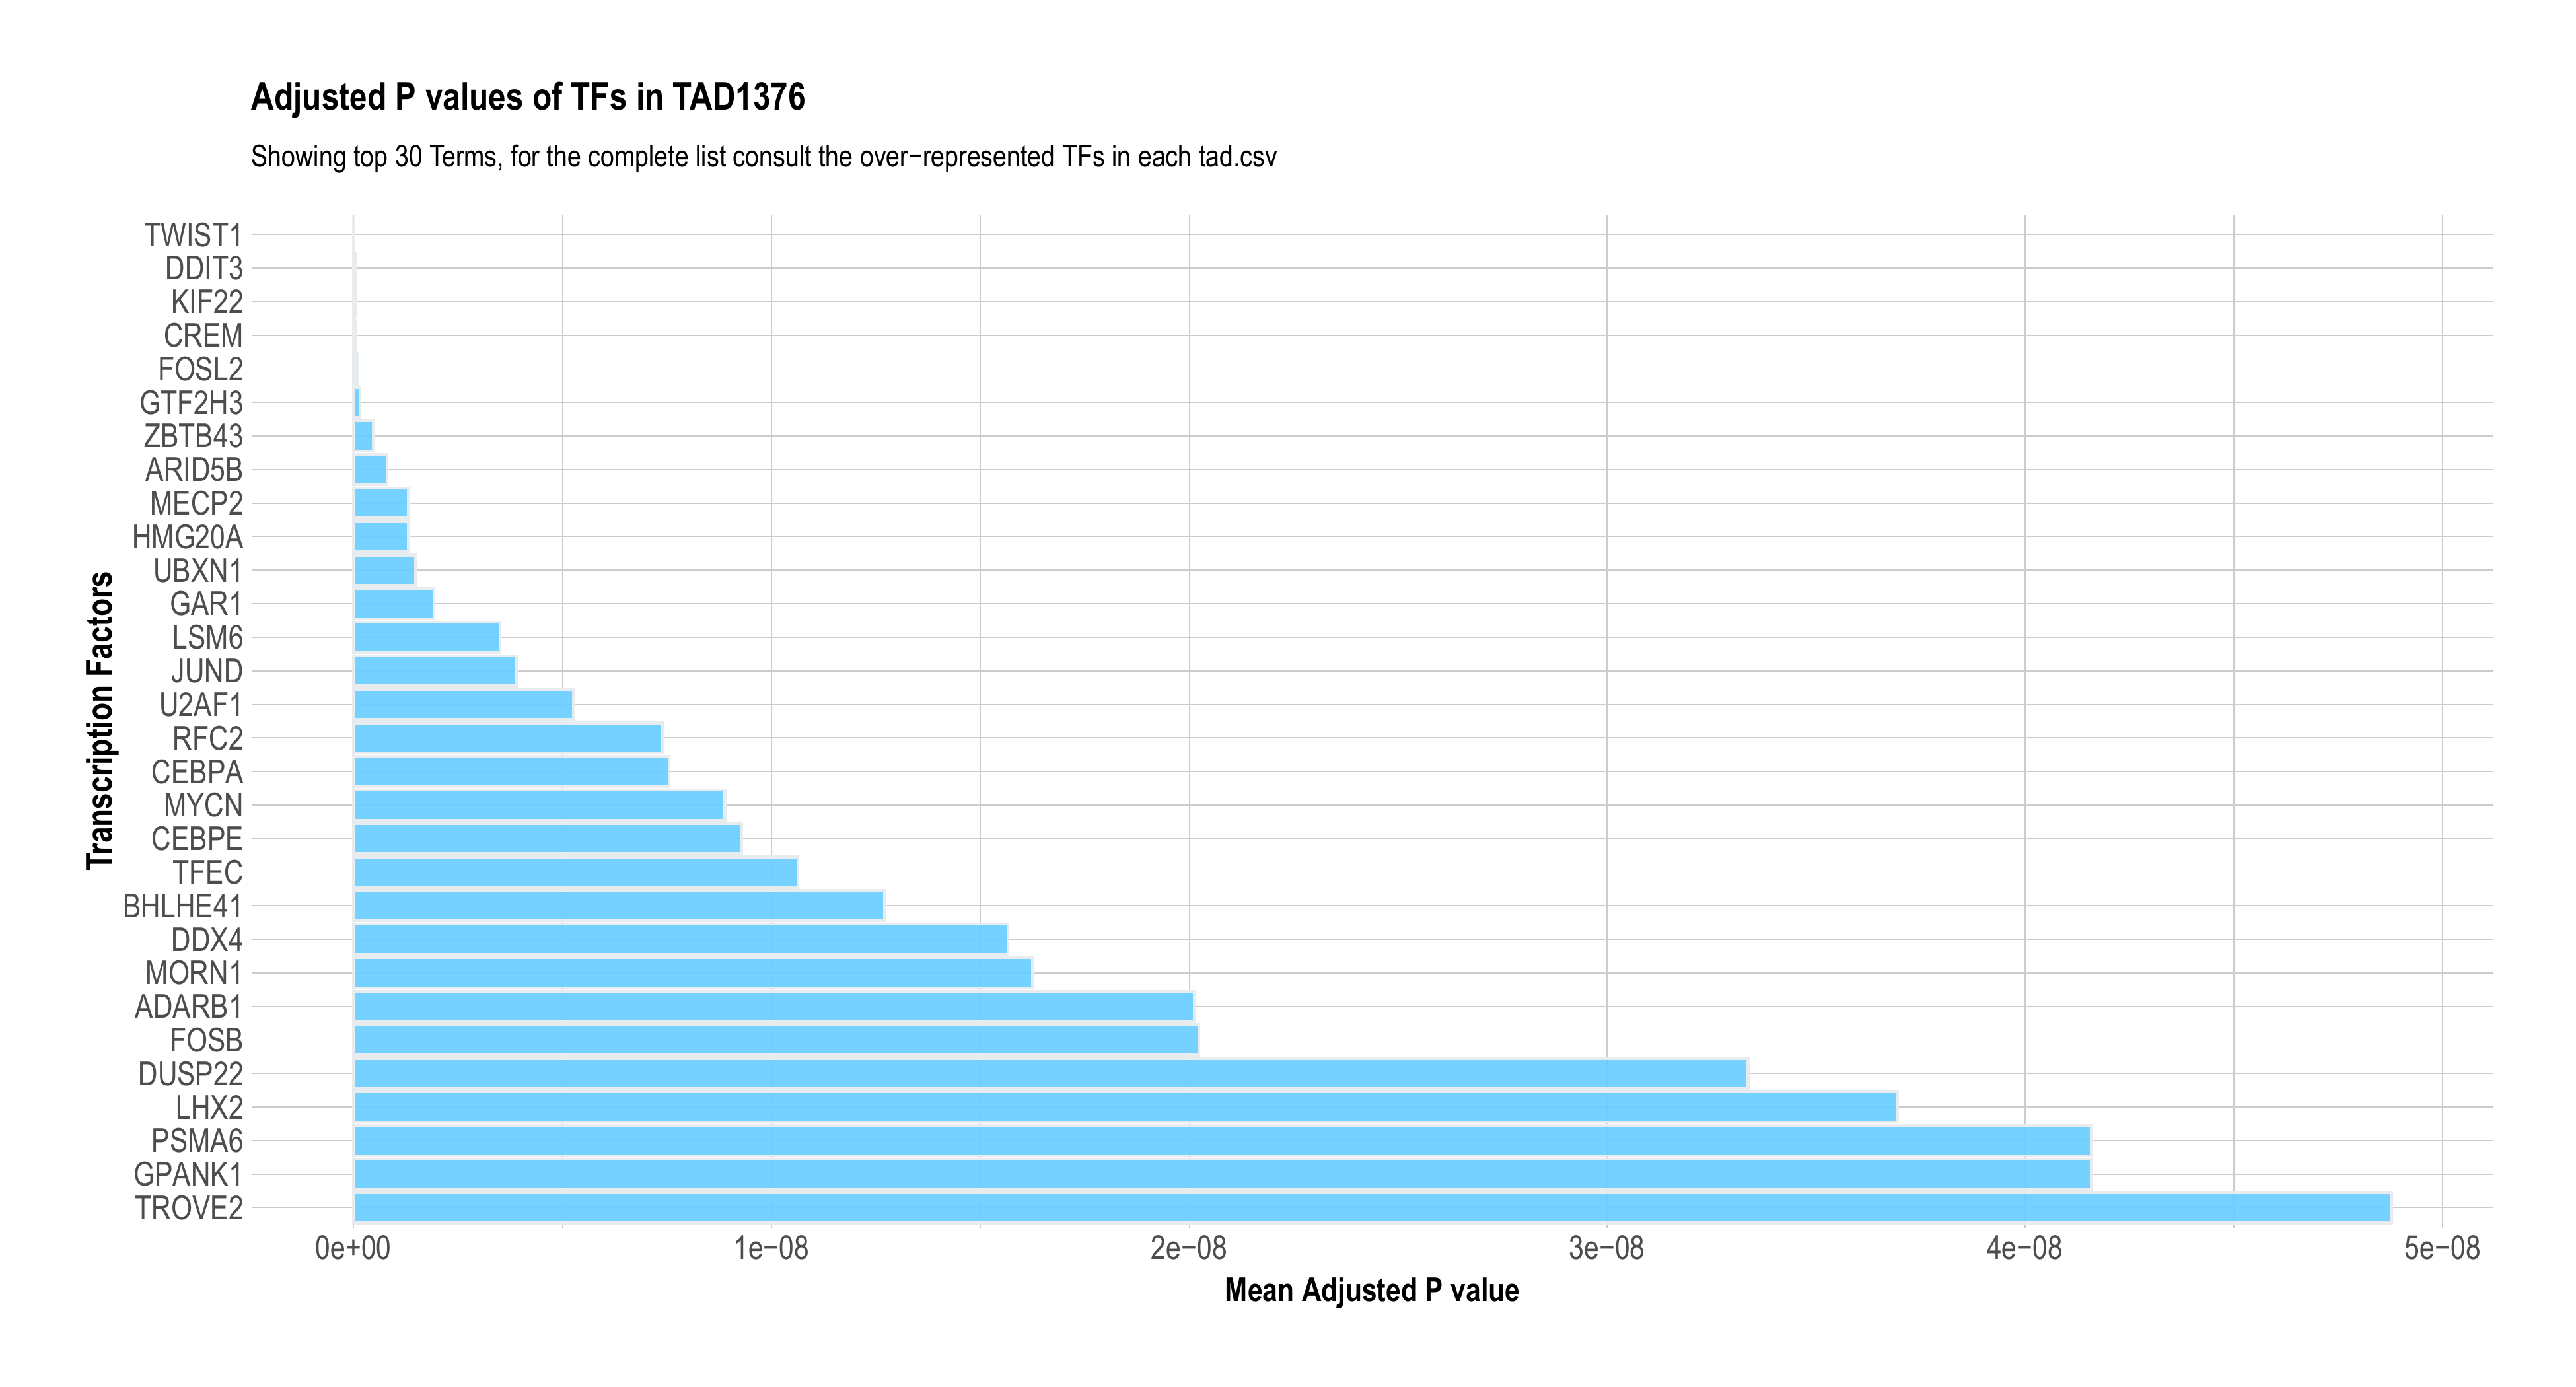 Adjusted P values of TFs in TAD1376
Showing top 30 Terms, for the complete list consult the over−represented TFs in each tad.csv
Transcription Factors
TWIST1
DDIT3
KIF22
CREM
FOSL2
GTF2H3
ZBTB43
ARID5B
MECP2
HMG20A
UBXN1
GAR1
LSM6
JUND
U2AF1
RFC2
CEBPA
MYCN
CEBPE
TFEC
BHLHE41
DDX4
MORN1
ADARB1
FOSB
DUSP22
LHX2
PSMA6
GPANK1
TROVE2
0e+00 1e−08 2e−08 3e−08 4e−08 5e−08
Mean Adjusted P value